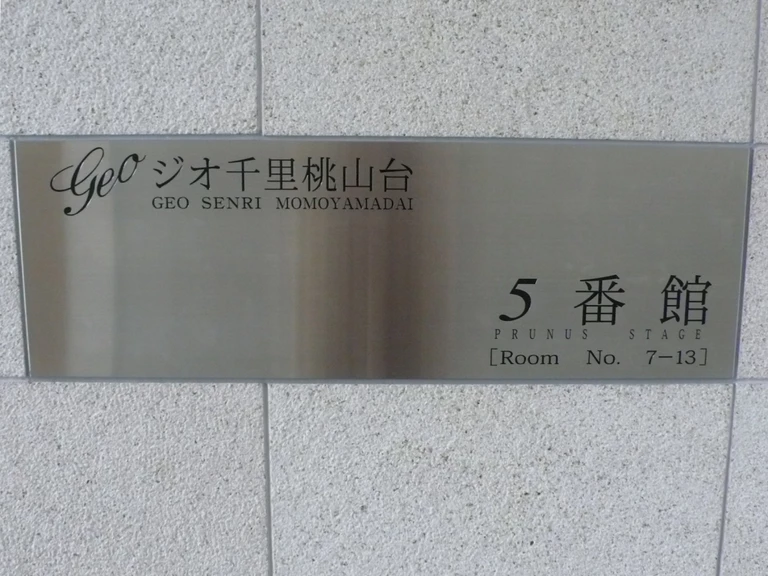 Geo ジオ千里桃山台
GEO SENRI MOMOYAMADAI
5番館
PRUNUS STAGE
[Room No. 7-13]